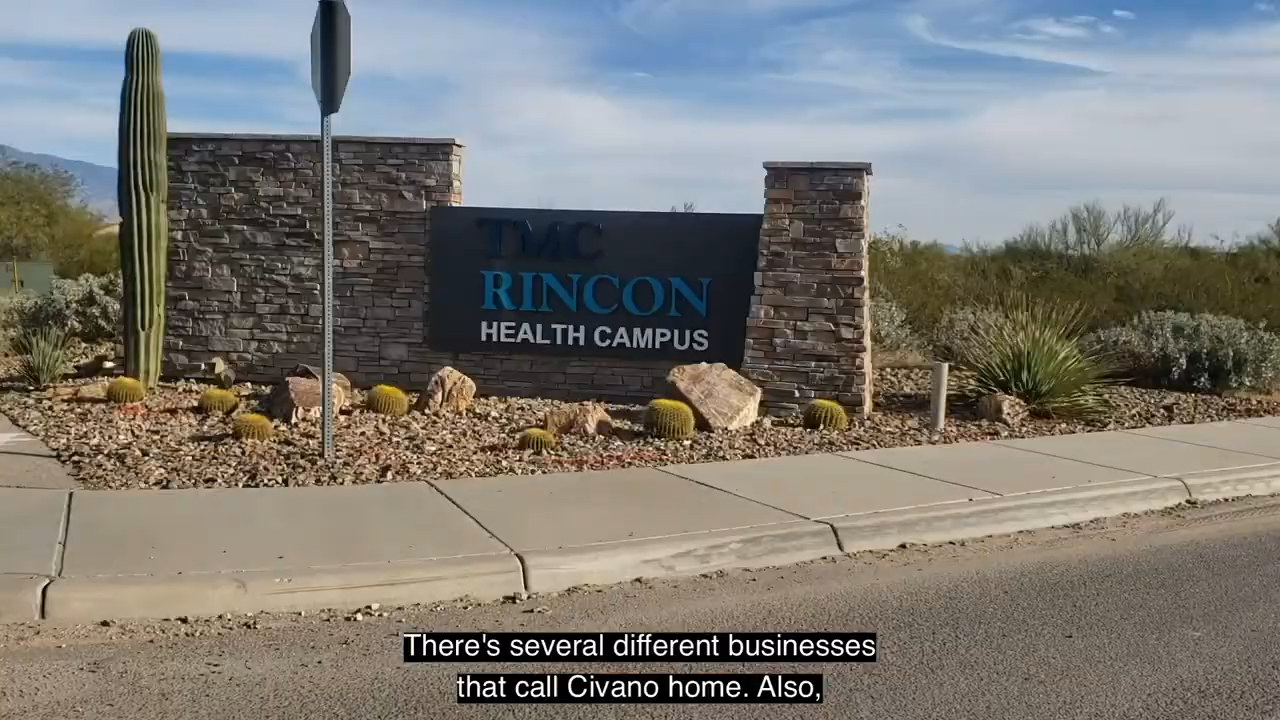 TMC
RINCON
HEALTH CAMPUS
There's several different businesses
that call Civano home. Also,